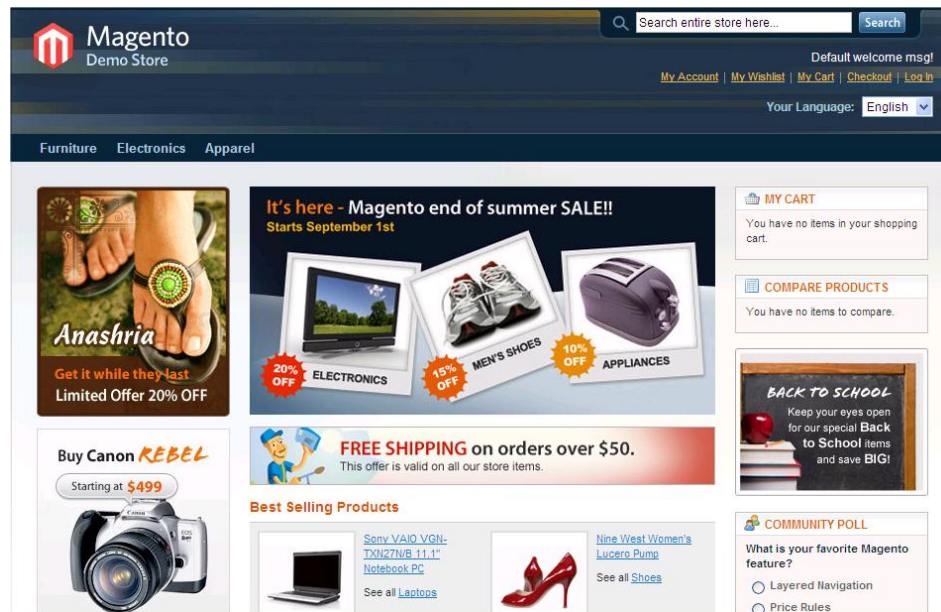 Magento
Demo Store
Search entire store here...
Search
Default welcome msg!
My Account | My Wishlist | My Cart | Checkout | Log In
Your Language: English
Furniture Electronics Apparel
Anashria
Get it while they last
Limited Offer 20% OFF
Buy Canon REBEL
Starting at $499
Canon
EOS
It's here - Magento end of summer SALE!!
Starts September 1st
20%
OFF
ELECTRONICS
15%
OFF
MEN'S SHOES
10%
OFF
APPLIANCES
FREE SHIPPING on orders over $50.
This offer is valid on all our store items.
Best Selling Products
Sony VAIO VGN-
TXN27N/B 11.1"
Notebook PC
See all Laptops
Nine West Women's
Lucero Pump
See all Shoes
MY CART
You have no items in your shopping
cart.
COMPARE PRODUCTS
You have no items to compare.
BACK TO SCHOOL
Keep your eyes open
for our special Back
to School items
and save BIG!
COMMUNITY POLL
What is your favorite Magento
feature?
Layered Navigation
Price Rules